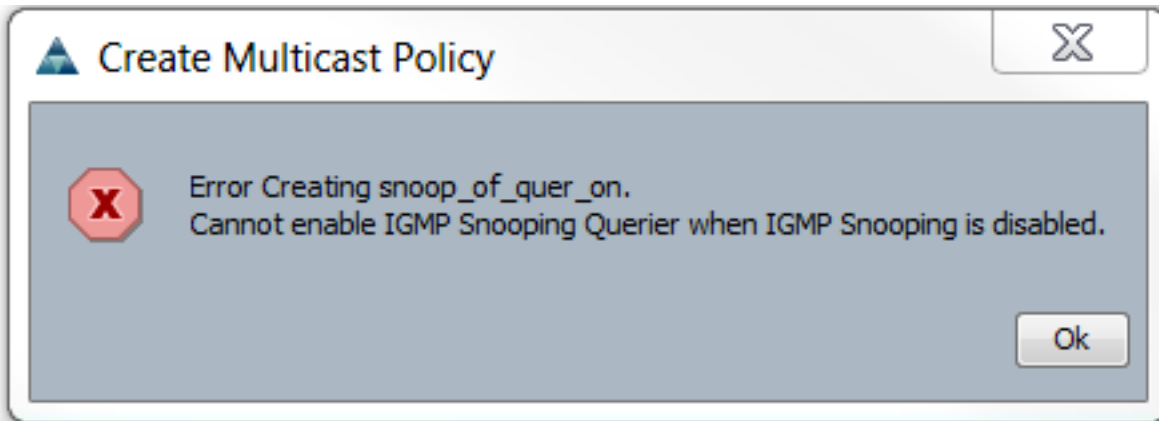 Create Multicast Policy
Error Creating snoop_of_quer_on.
Cannot enable IGMP Snooping Querier when IGMP Snooping is disabled.
Ok